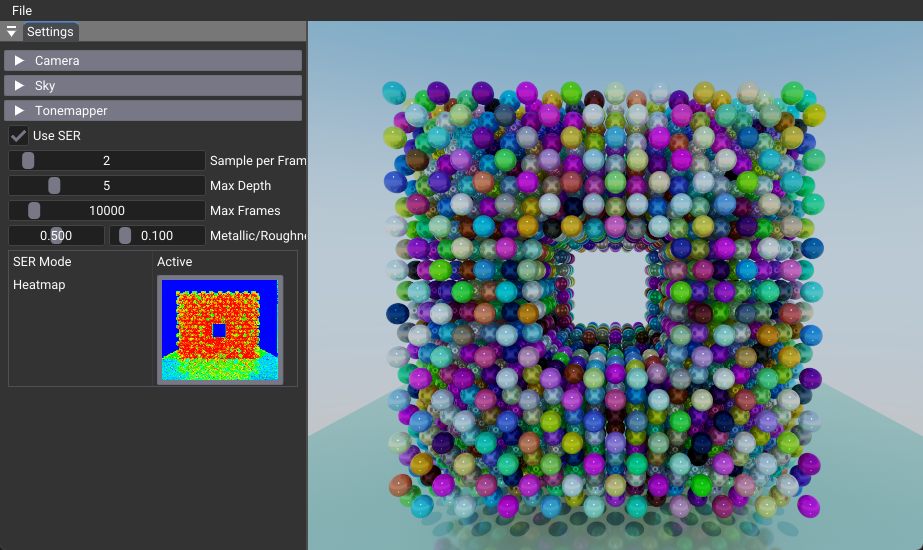 File
Settings
Camera
Sky
Tonemapper
Use SER
2 Sample per Fram
5 Max Depth
10000 Max Frames
0.500 0.100 Metallic/Roughne
SER Mode Active
Heatmap